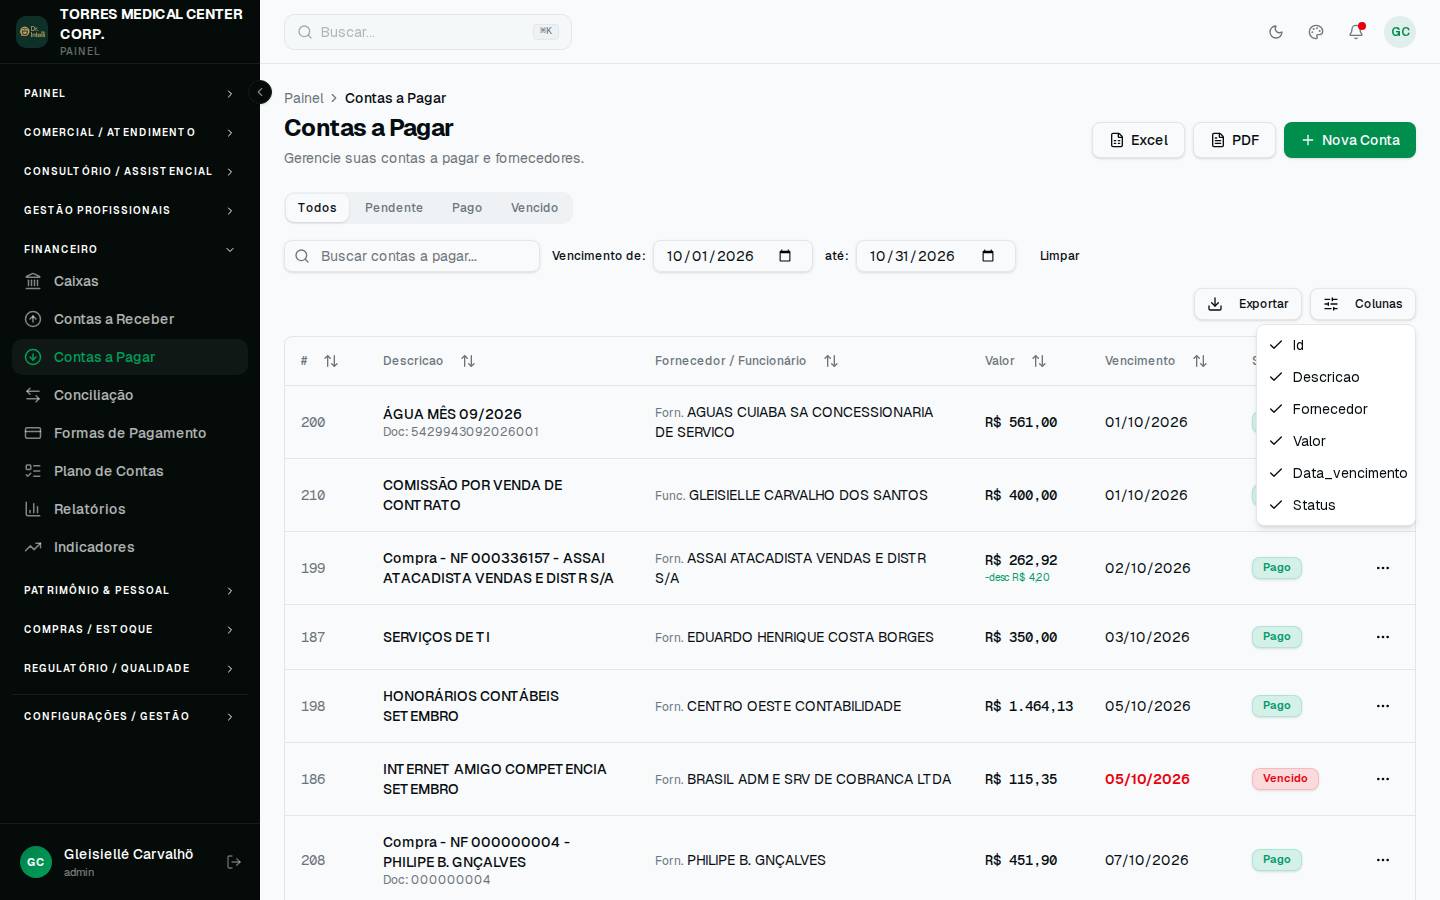 TORRES MEDICAL CENTER
CORP.
PAINEL
PAINEL
COMERCIAL / ATENDIMENTO
CONSULTÓRIO / ASSISTENCIAL
GESTÃO PROFISSIONAIS
FINANCEIRO
Caixas
Contas a Receber
Contas a Pagar
Conciliação
Formas de Pagamento
Plano de Contas
Relatórios
Indicadores
PATRIMÔNIO & PESSOAL
COMPRAS / ESTOQUE
REGULATÓRIO / QUALIDADE
CONFIGURAÇÕES / GESTÃO
GC
Gleisiellé Carvalhö
admin
Buscar...
⌘K
GC
Painel > Contas a Pagar
Contas a Pagar
Gerencie suas contas a pagar e fornecedores.
Excel
PDF
+ Nova Conta
Todos
Pendente
Pago
Vencido
Buscar contas a pagar...
Vencimento de:
10/01/2026
até:
10/31/2026
Limpar
Exportar
Colunas
Id
Descricao
Fornecedor
Valor
Data_vencimento
Status
# Descricao Fornecedor / Funcionário Valor Vencimento
200
ÁGUA MÊS 09/2026
Doc: 5429943092026001
Forn. AGUAS CUIABA SA CONCESSIONARIA
DE SERVICO
R$ 561,00
01/10/2026
210
COMISSÃO POR VENDA DE
CONTRATO
Func. GLEISIELLE CARVALHO DOS SANTOS
R$ 400,00
01/10/2026
199
Compra - NF 000336157 - ASSAI
ATACADISTA VENDAS E DISTR S/A
Forn. ASSAI ATACADISTA VENDAS E DISTR
S/A
R$ 262,92
-desc R$ 4,20
02/10/2026
Pago
187
SERVIÇOS DE TI
Forn. EDUARDO HENRIQUE COSTA BORGES
R$ 350,00
03/10/2026
Pago
198
HONORÁRIOS CONTÁBEIS
SETEMBRO
Forn. CENTRO OESTE CONTABILIDADE
R$ 1.464,13
05/10/2026
Pago
186
INTERNET AMIGO COMPETENCIA
SETEMBRO
Forn. BRASIL ADM E SRV DE COBRANCA LTDA
R$ 115,35
05/10/2026
Vencido
208
Compra - NF 000000004 -
PHILIPE B. GNÇALVES
Doc: 000000004
Forn. PHILIPE B. GNÇALVES
R$ 451,90
07/10/2026
Pago